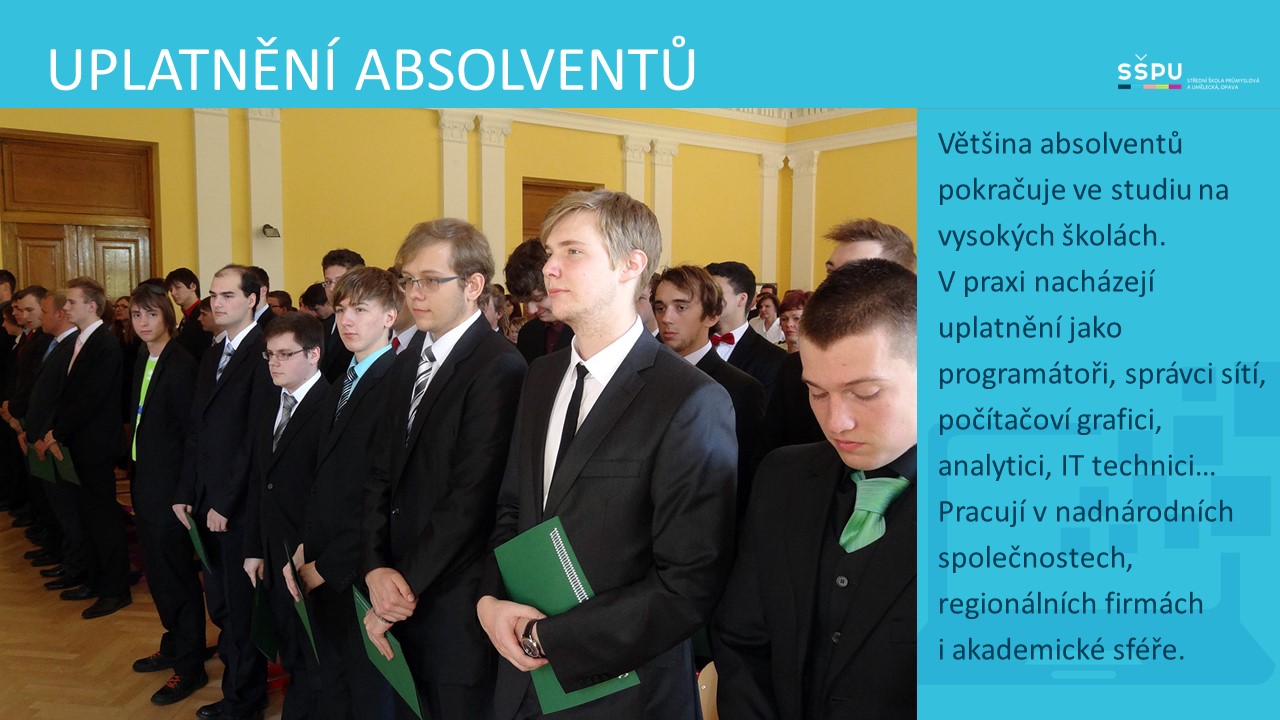 UPLATNĚNÍ ABSOLVENTŮ
SŠPU
STŘEDNÍ ŠKOLA PRŮMYSLOVÁ
A UMĚLECKÁ, OPAVA
Většina absolventů
pokračuje ve studiu na
vysokých školách.
V praxi nacházejí
uplatnění jako
programátoři, správci sítí,
počítačoví grafici,
analytici, IT technici…
Pracují v nadnárodních
společnostech,
regionálních firmách
i akademické sféře.